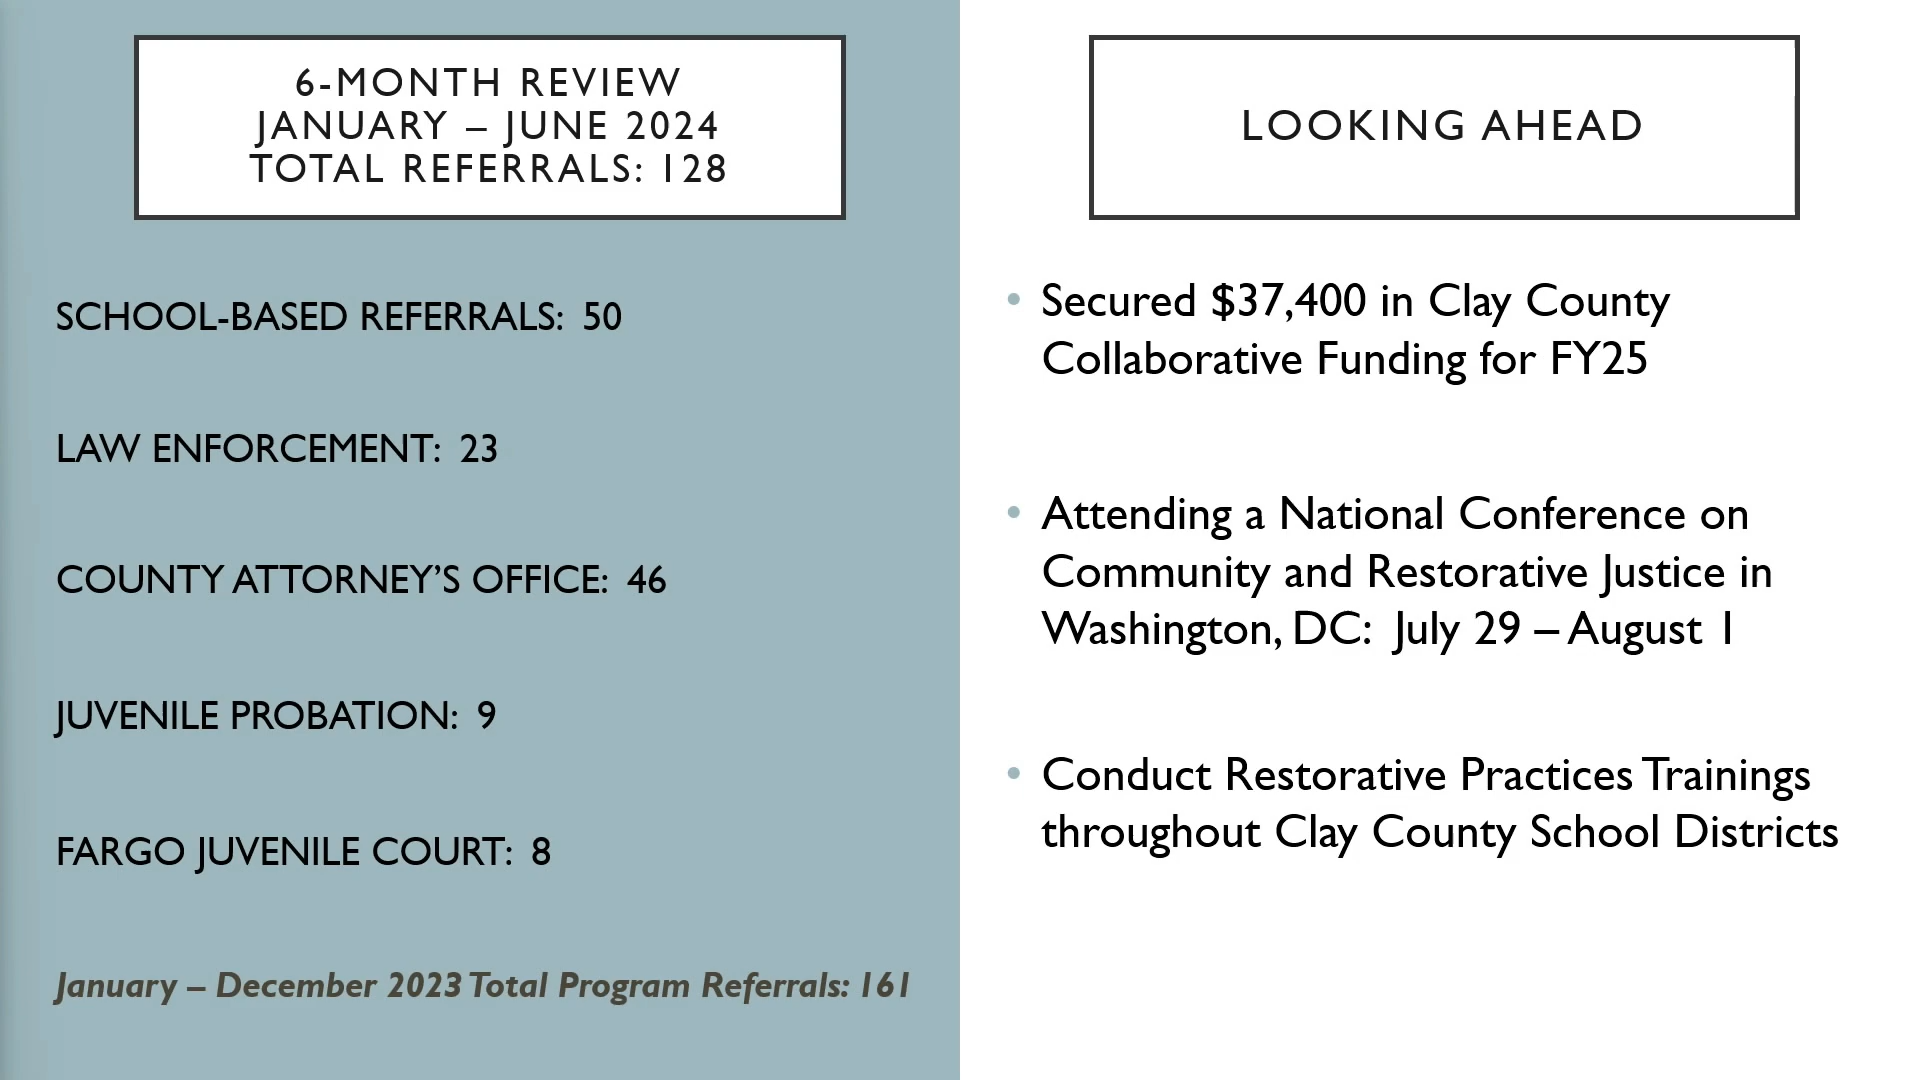 6-MONTH REVIEW
JANUARY – JUNE 2024
TOTAL REFERRALS: 128
SCHOOL-BASED REFERRALS:  50
LAW ENFORCEMENT:  23
COUNTY ATTORNEY’S OFFICE:  46
JUVENILE PROBATION:  9
FARGO JUVENILE COURT:  8
January – December 2023 Total Program Referrals: 161
LOOKING AHEAD
• Secured $37,400 in Clay County
Collaborative Funding for FY25
• Attending a National Conference on
Community and Restorative Justice in
Washington, DC:  July 29 – August 1
• Conduct Restorative Practices Trainings
throughout Clay County School Districts